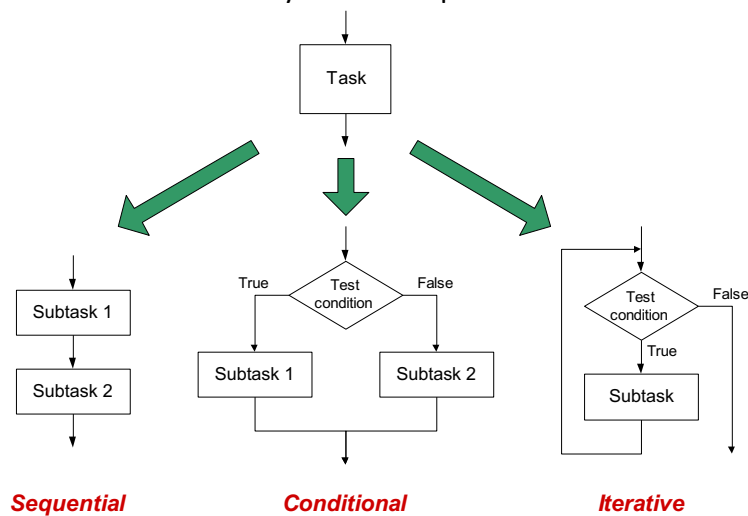 Task
True
Test
condition
False
Subtask 1
Subtask 2
Subtask 1
Subtask 2
Test
condition
False
True
Subtask
Sequential
Conditional
Iterative